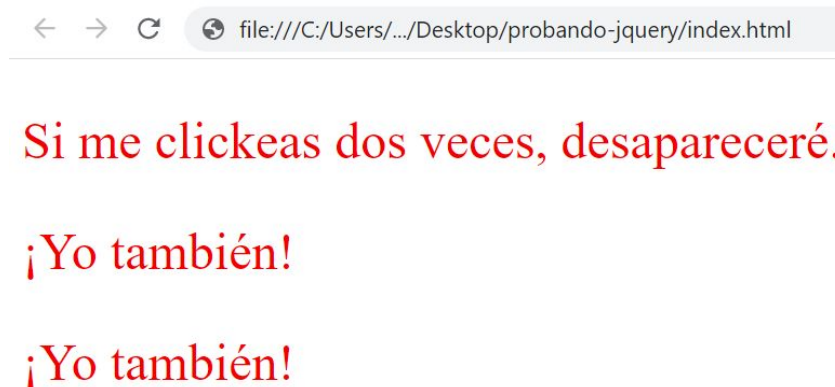 file:///C:/Users/.../Desktop/probando-jquery/index.html
Si me clickeas dos veces, desapareceré.
¡Yo también!
¡Yo también!